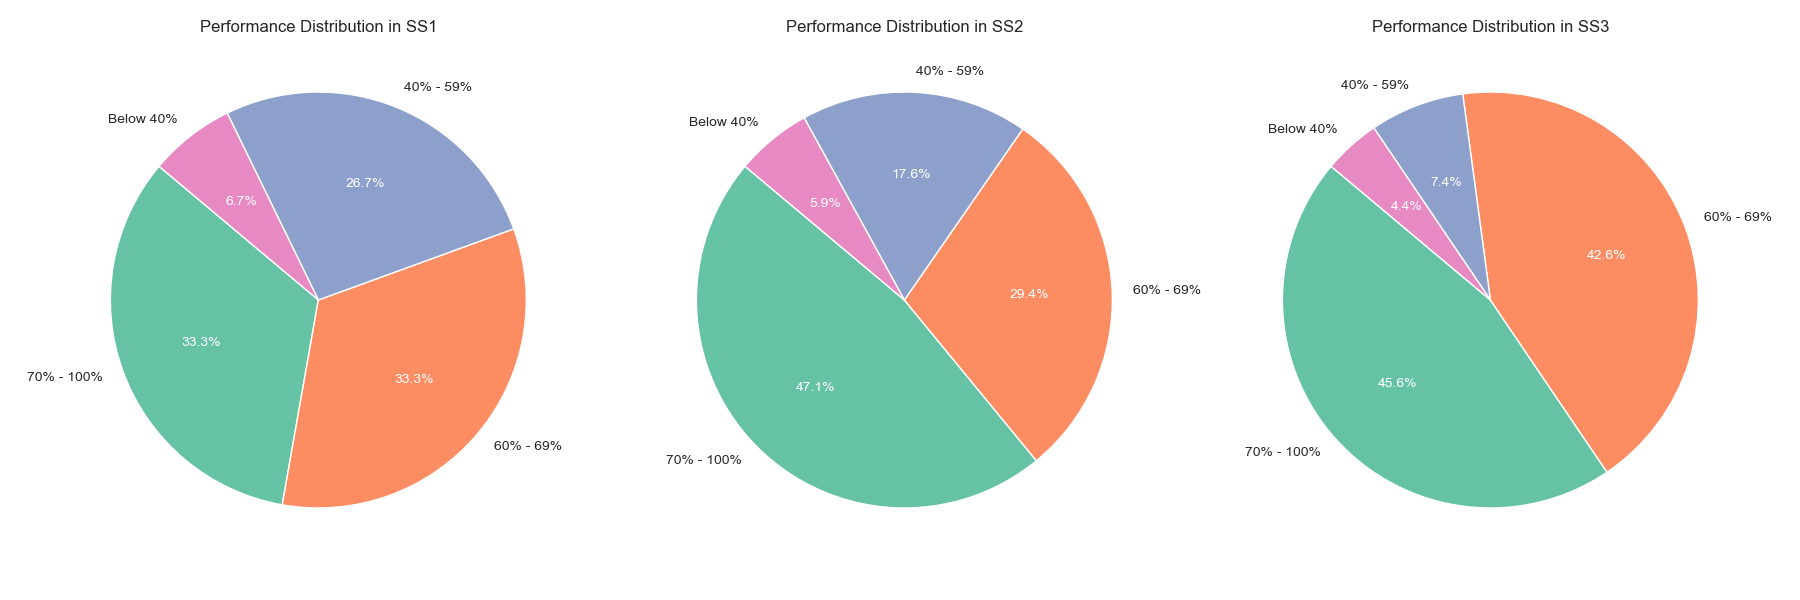 Performance Distribution in SS1
40% - 59%
Below 40%
26.7%
6.7%
33.3%
33.3%
70% - 100%
60% - 69%
Performance Distribution in SS2
40% - 59%
Below 40%
17.6%
5.9%
60% - 69%
29.4%
47.1%
70% - 100%
Performance Distribution in SS3
40% - 59%
Below 40%
7.4%
4.4%
60% - 69%
42.6%
45.6%
70% - 100%